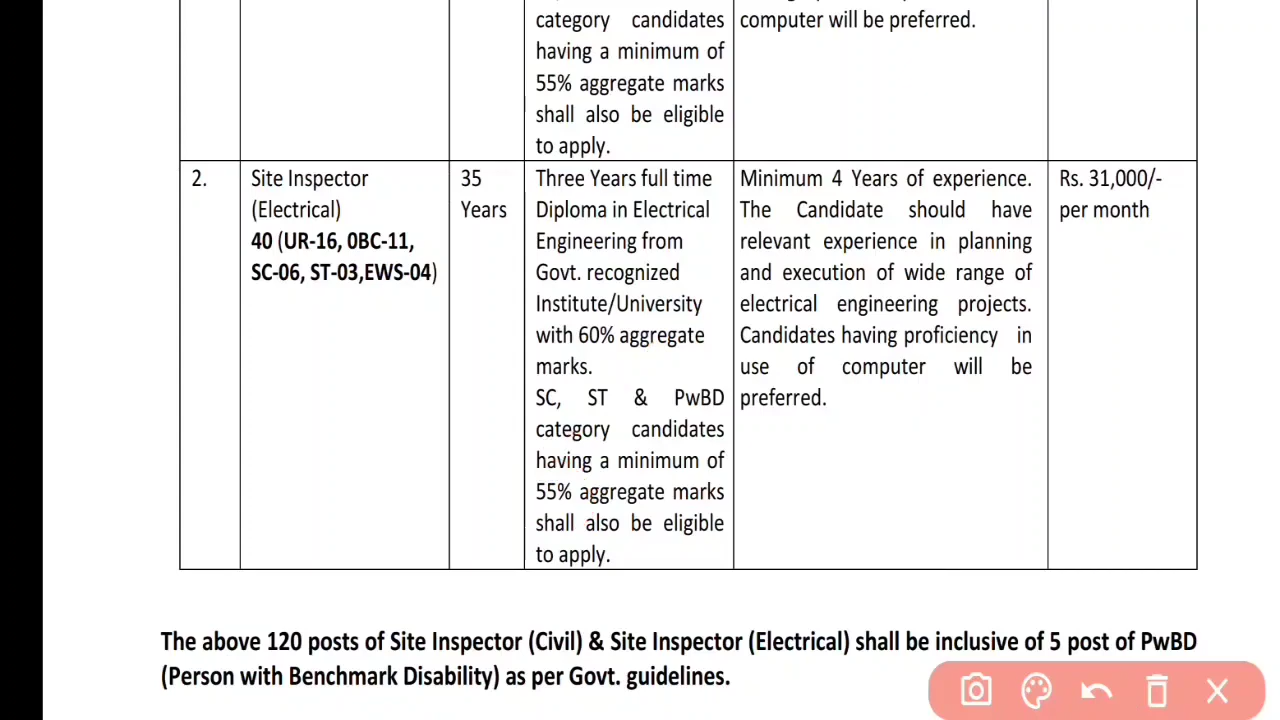 category candidates
having a minimum of
55% aggregate marks
shall also be eligible
to apply.
computer will be preferred.
2.
Site Inspector
(Electrical)
40 (UR-16, 0BC-11,
SC-06, ST-03,EWS-04)
35
Years
Three Years full time
Diploma in Electrical
Engineering from
Govt. recognized
Institute/University
with 60% aggregate
marks.
SC, ST & PwBD
category candidates
having a minimum of
55% aggregate marks
shall also be eligible
to apply.
Minimum 4 Years of experience.
The Candidate should have
relevant experience in planning
and execution of wide range of
electrical engineering projects.
Candidates having proficiency in
use of computer will be
preferred.
Rs. 31,000/-
per month
The above 120 posts of Site Inspector (Civil) & Site Inspector (Electrical) shall be inclusive of 5 post of PwBD
(Person with Benchmark Disability) as per Govt. guidelines.